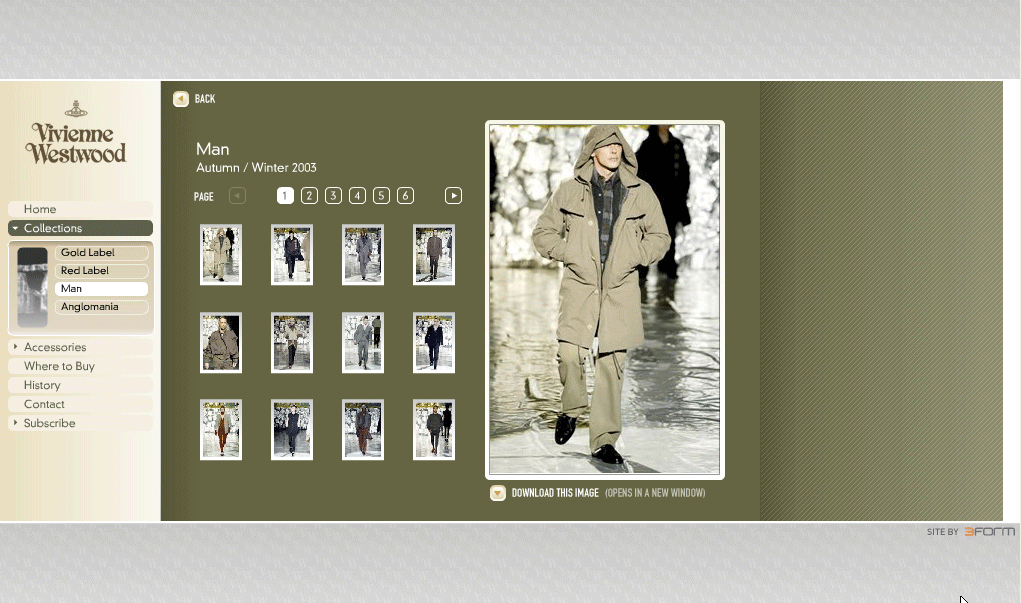 BACK
Vivienne
Westwood
Man
Autumn / Winter 2003
PAGE 1 2 3 4 5 6
Home
Collections
Gold Label
Red Label
Man
Anglomania
Accessories
Where to Buy
History
Contact
Subscribe
DOWNLOAD THIS IMAGE (OPENS IN A NEW WINDOW)
SITE BY 3FORM